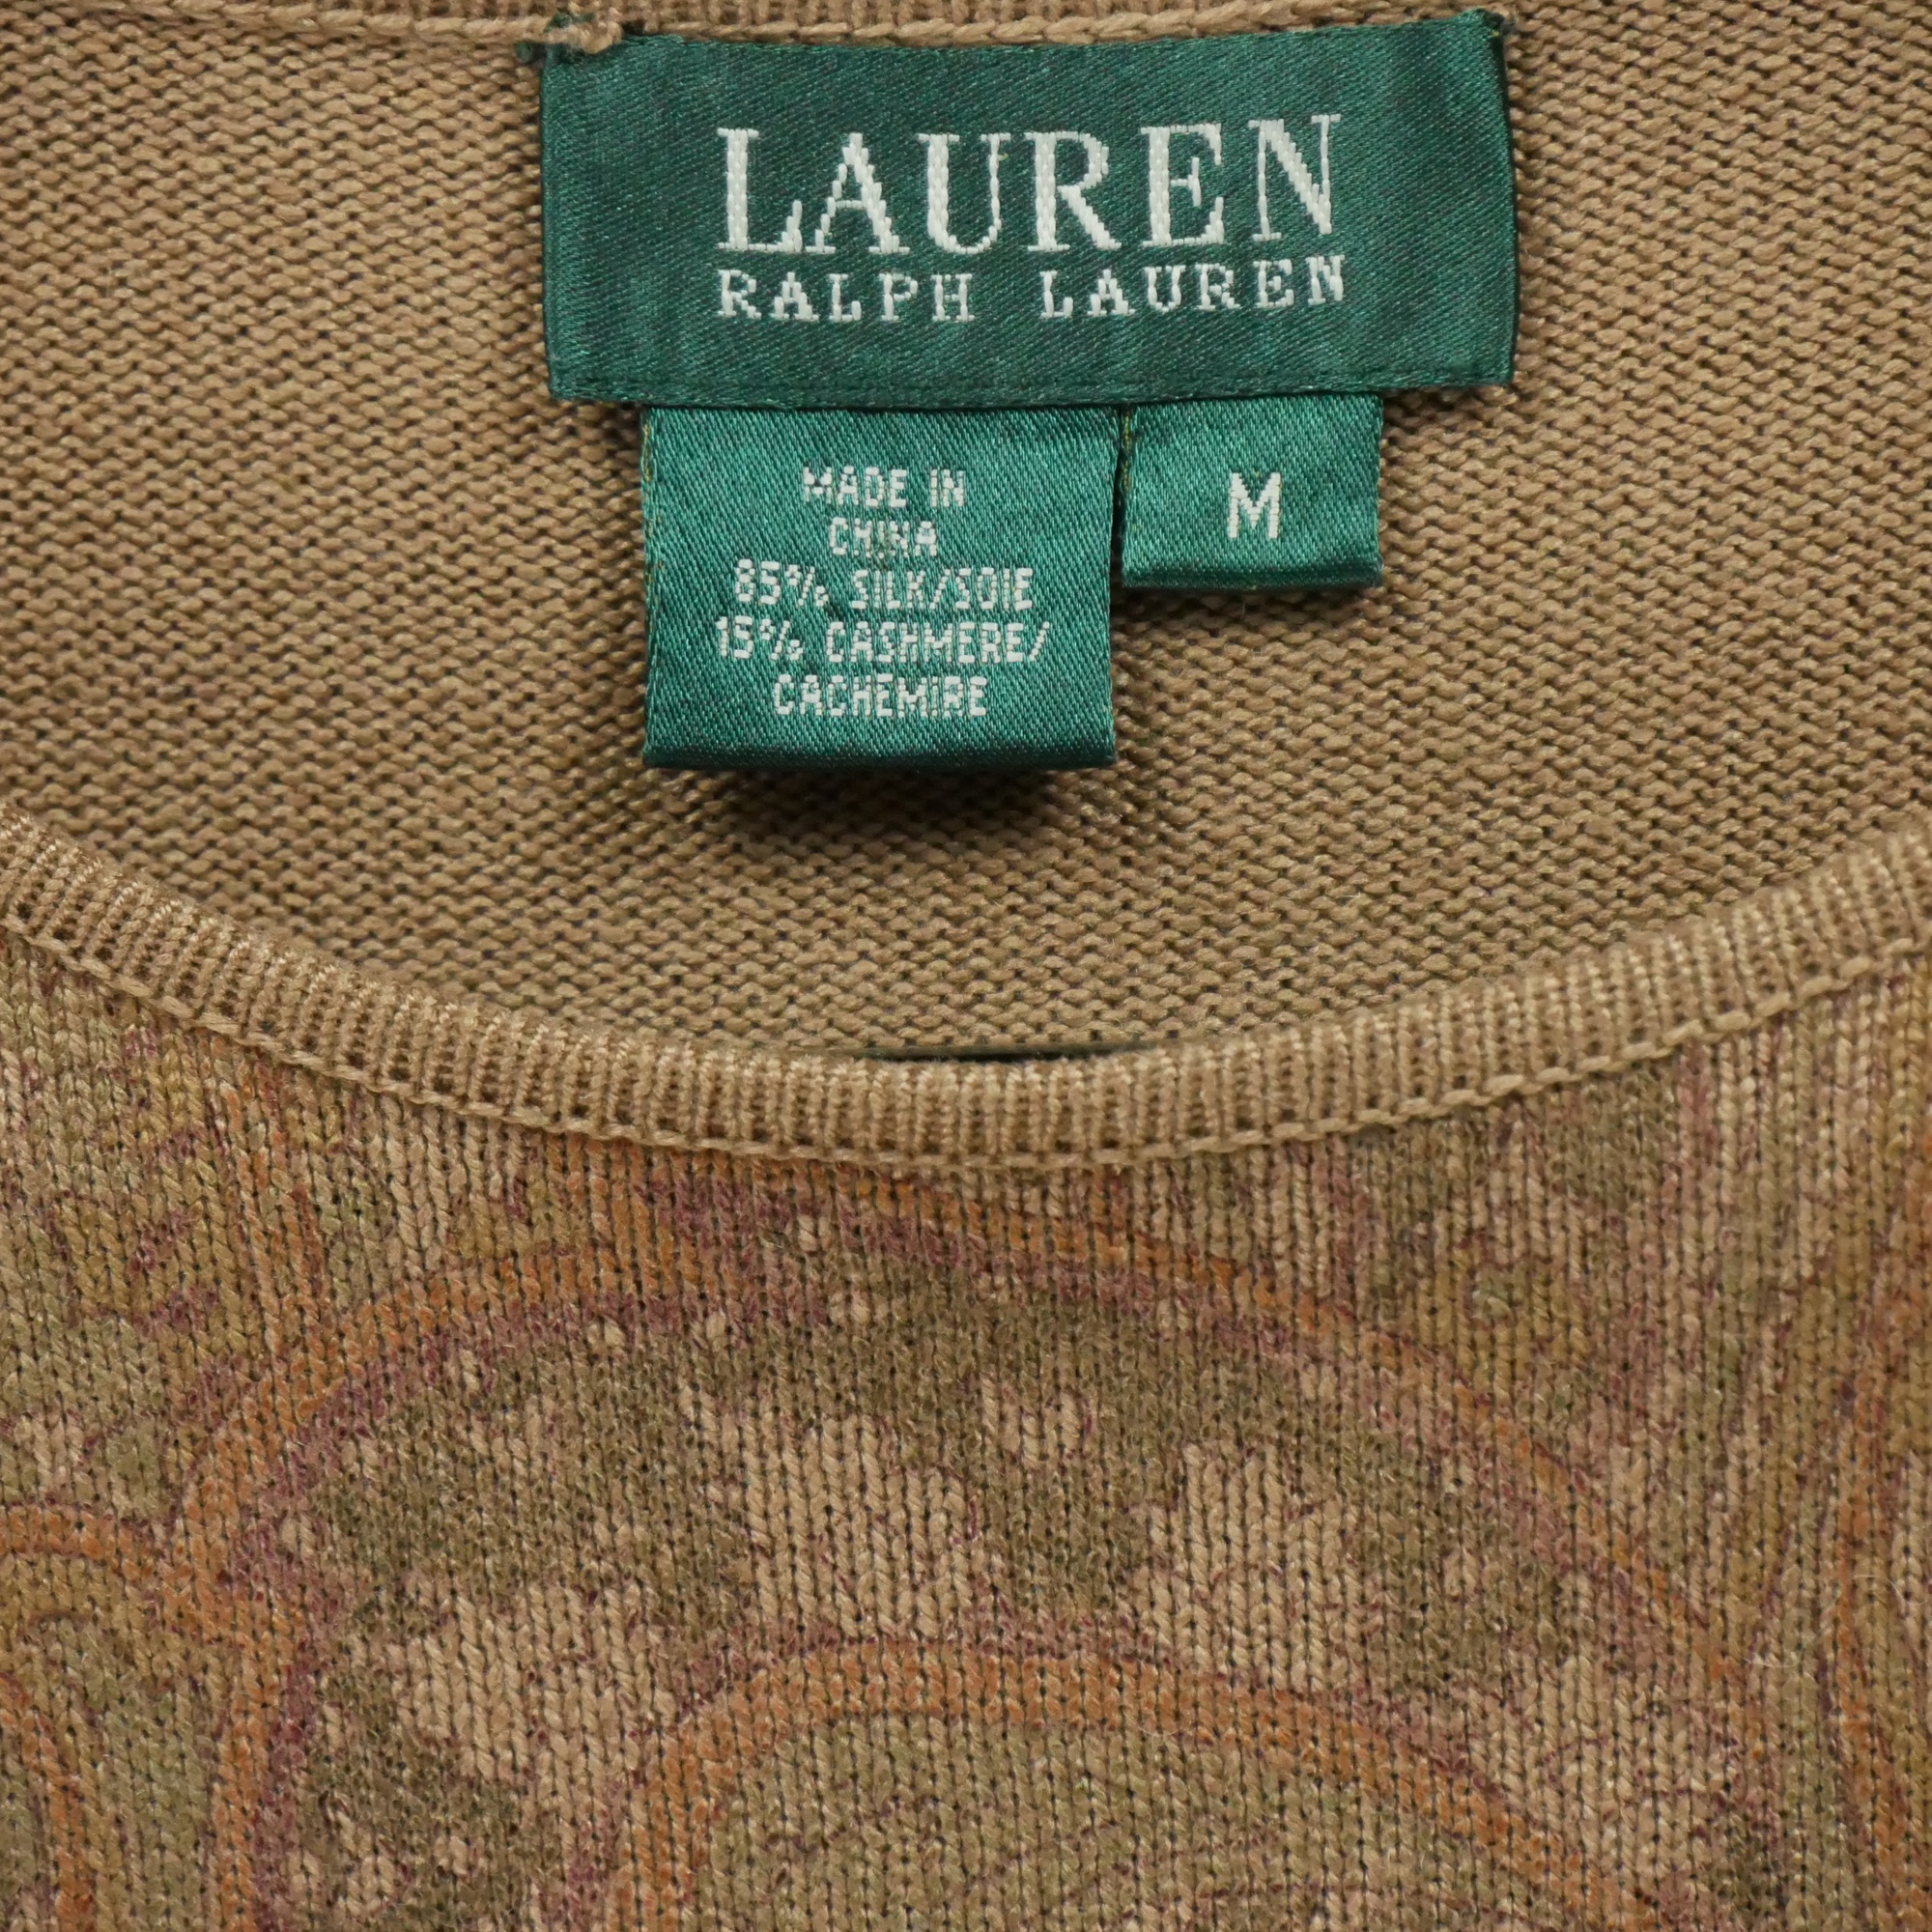 LAUREN
RALPH LAUREN
MADE IN
CHINA
85% SILK/SOIE
15% CASHMERE/
CACHEMIRE
M